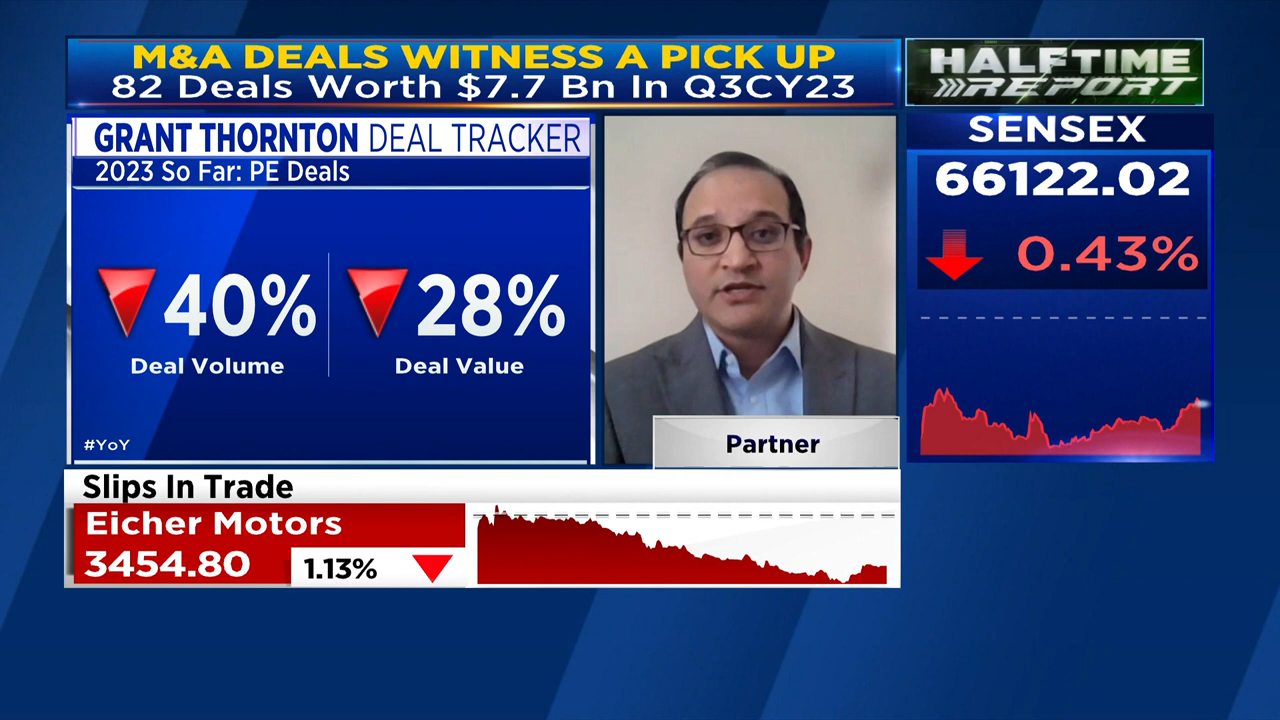 M&A DEALS WITNESS A PICK UP
82 Deals Worth $7.7 Bn In Q3CY23
HALFTIME
REPORT
GRANT THORNTON DEAL TRACKER
2023 So Far: PE Deals
40%
Deal Volume
28%
Deal Value
#YoY
Partner
SENSEX
66122.02
0.43%
Slips In Trade
Eicher Motors
3454.80
1.13%